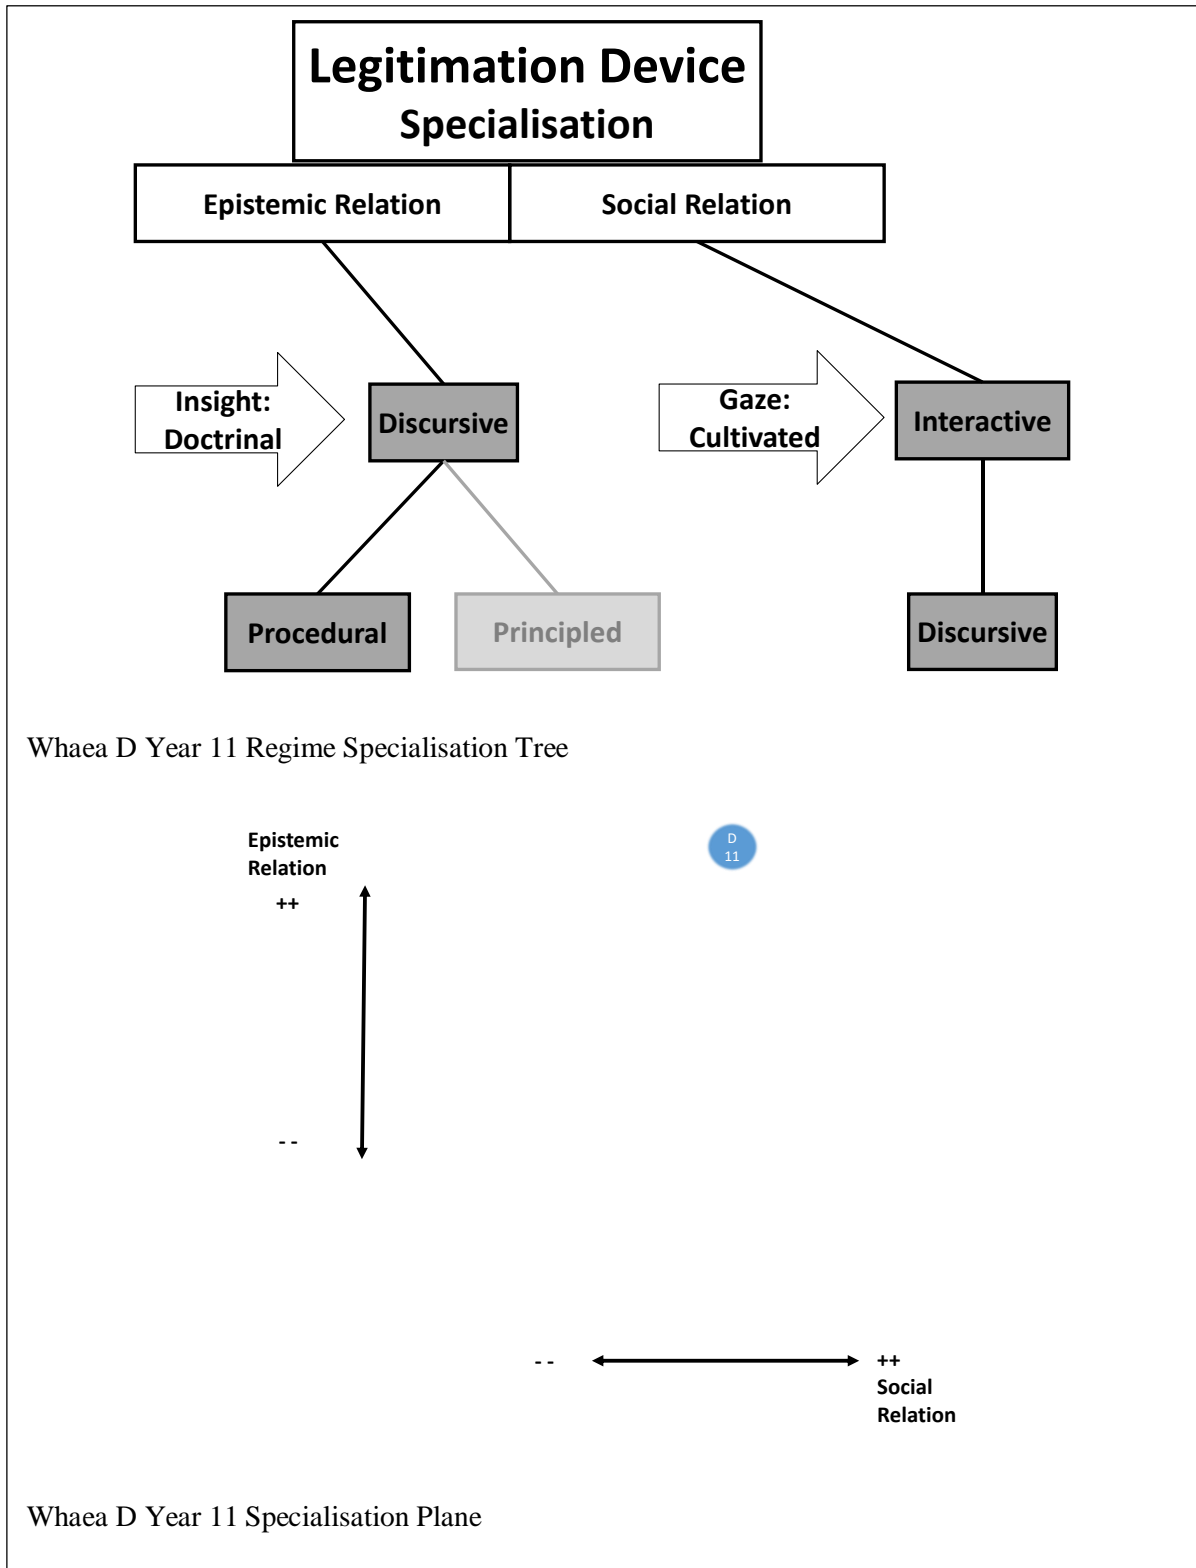 Legitimation Device
Specialisation
Epistemic Relation
Social Relation
Insight:
Doctrinal
Discursive
Gaze:
Cultivated
Interactive
Procedural
Principled
Discursive
Whaea D Year 11 Regime Specialisation Tree
Epistemic
Relation
++
D
11
- -
- -
++
Social
Relation
Whaea D Year 11 Specialisation Plane